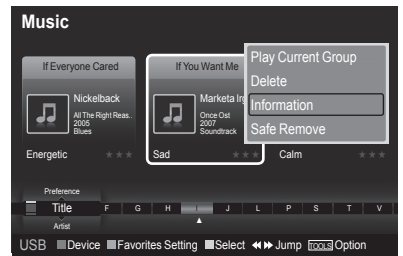 Music
If Everyone Cared
Nickelback
All The Right Reas..
2005
Blues
Energetic ★★★
If You Want Me
Marketa Irg
Once Ost
2007
Soundtrack
Sad ★★★
Calm ★★★
Play Current Group
Delete
Information
Safe Remove
Preference
Title F G H I J L P S T V
Artist
USB Device Favorites Setting Select Jump TOOLS Option